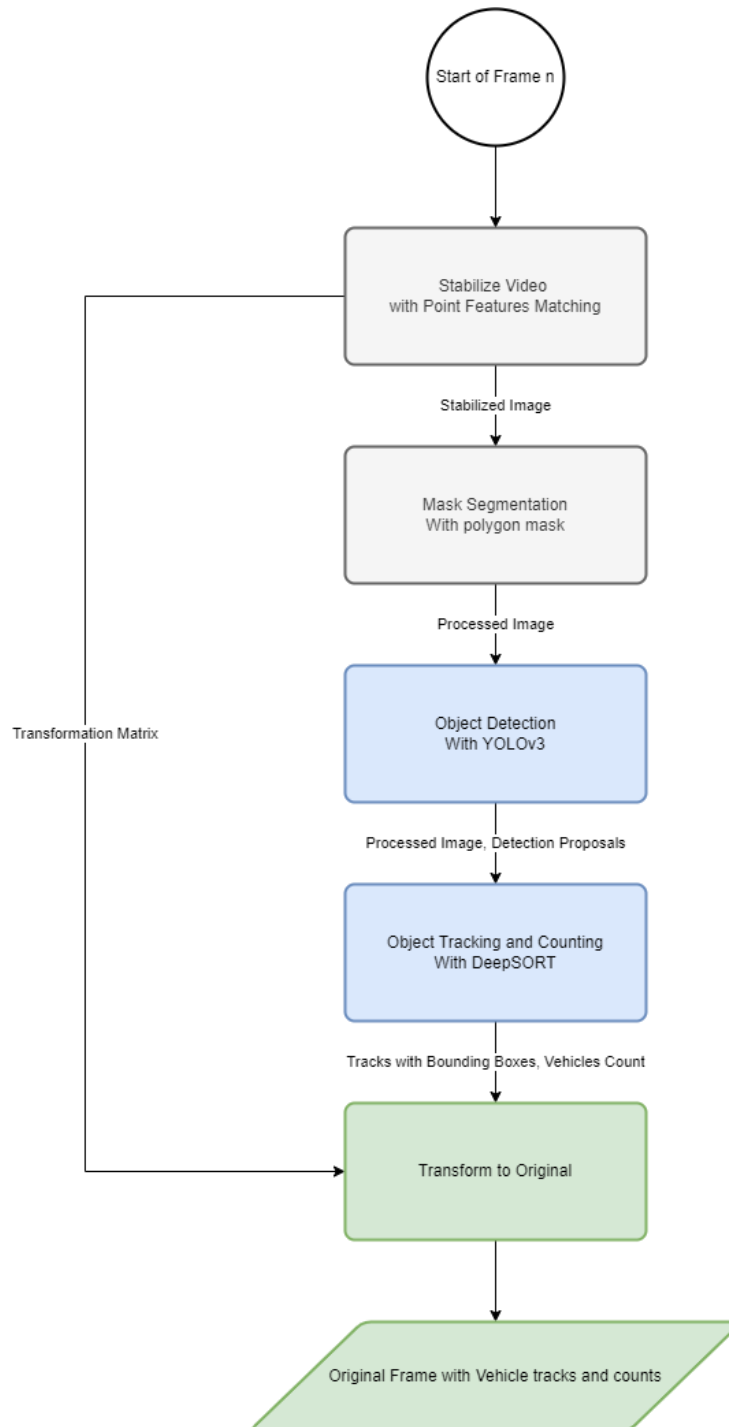 Start of Frame n
Stabilize Video
with Point Features Matching
Stabilized Image
Mask Segmentation
With polygon mask
Processed Image
Object Detection
With YOLOv3
Transformation Matrix
Processed Image, Detection Proposals
Object Tracking and Counting
With DeepSORT
Tracks with Bounding Boxes, Vehicles Count
Transform to Original
Original Frame with Vehicle tracks and counts